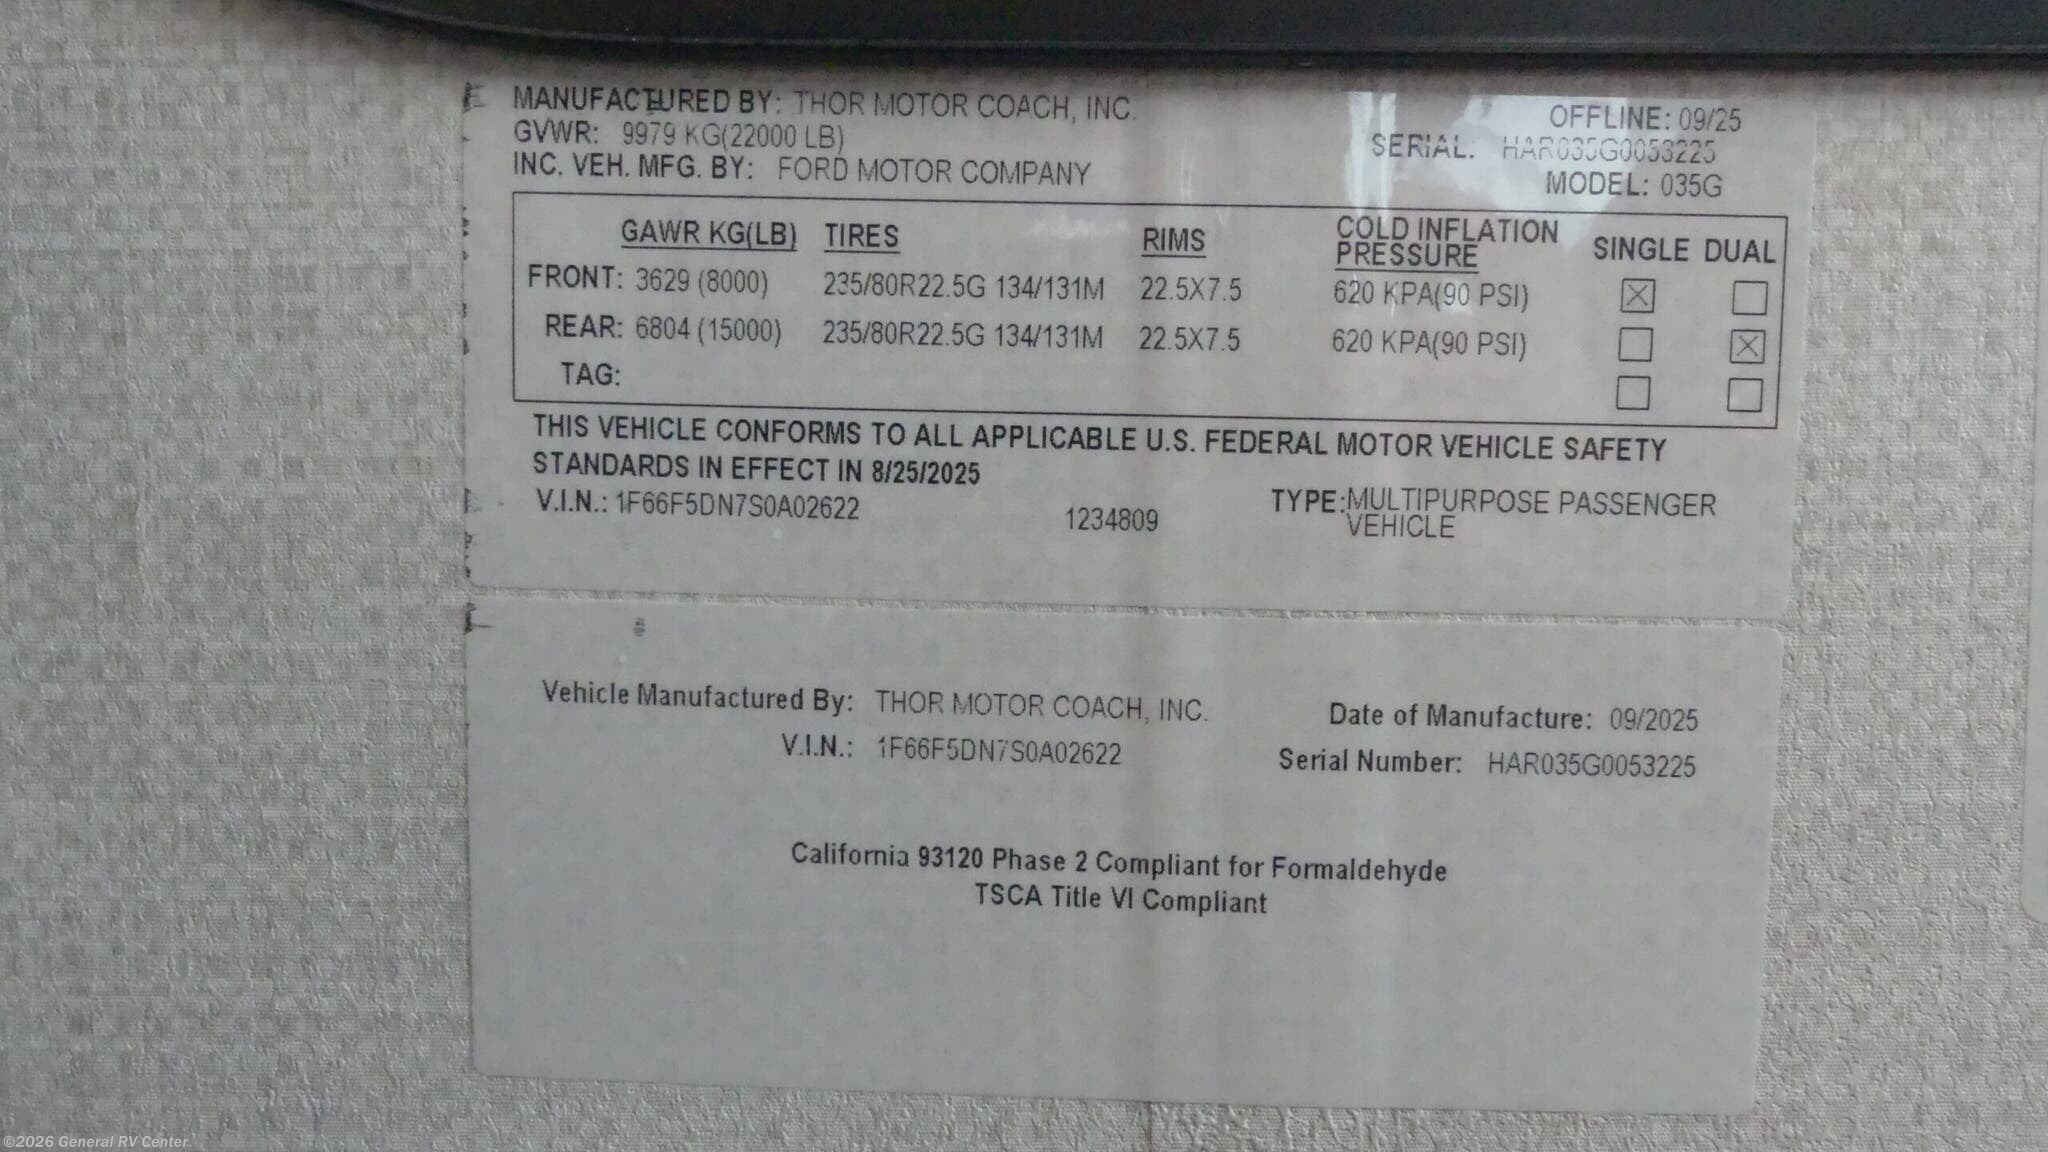 MANUFACTURED BY: THOR MOTOR COACH, INC.
OFFLINE: 09/25
GVWR: 9979 KG(22000 LB)
SERIAL: HAR035G0053225
INC. VEH. MFG. BY: FORD MOTOR COMPANY
MODEL: 035G
GAWR KG(LB) TIRES RIMS COLD INFLATION PRESSURE SINGLE DUAL
FRONT: 3629 (8000) 235/80R22.5G 134/131M 22.5X7.5 620 KPA(90 PSI)
REAR: 6804 (15000) 235/80R22.5G 134/131M 22.5X7.5 620 KPA(90 PSI)
TAG:
THIS VEHICLE CONFORMS TO ALL APPLICABLE U.S. FEDERAL MOTOR VEHICLE SAFETY
STANDARDS IN EFFECT IN 8/25/2025
V.I.N.: 1F66F5DN7S0A02622 1234809 TYPE: MULTIPURPOSE PASSENGER
VEHICLE
Vehicle Manufactured By: THOR MOTOR COACH, INC. Date of Manufacture: 09/2025
V.I.N.: 1F66F5DN7S0A02622 Serial Number: HAR035G0053225
California 93120 Phase 2 Compliant for Formaldehyde
TSCA Title VI Compliant
©2026 General RV Center